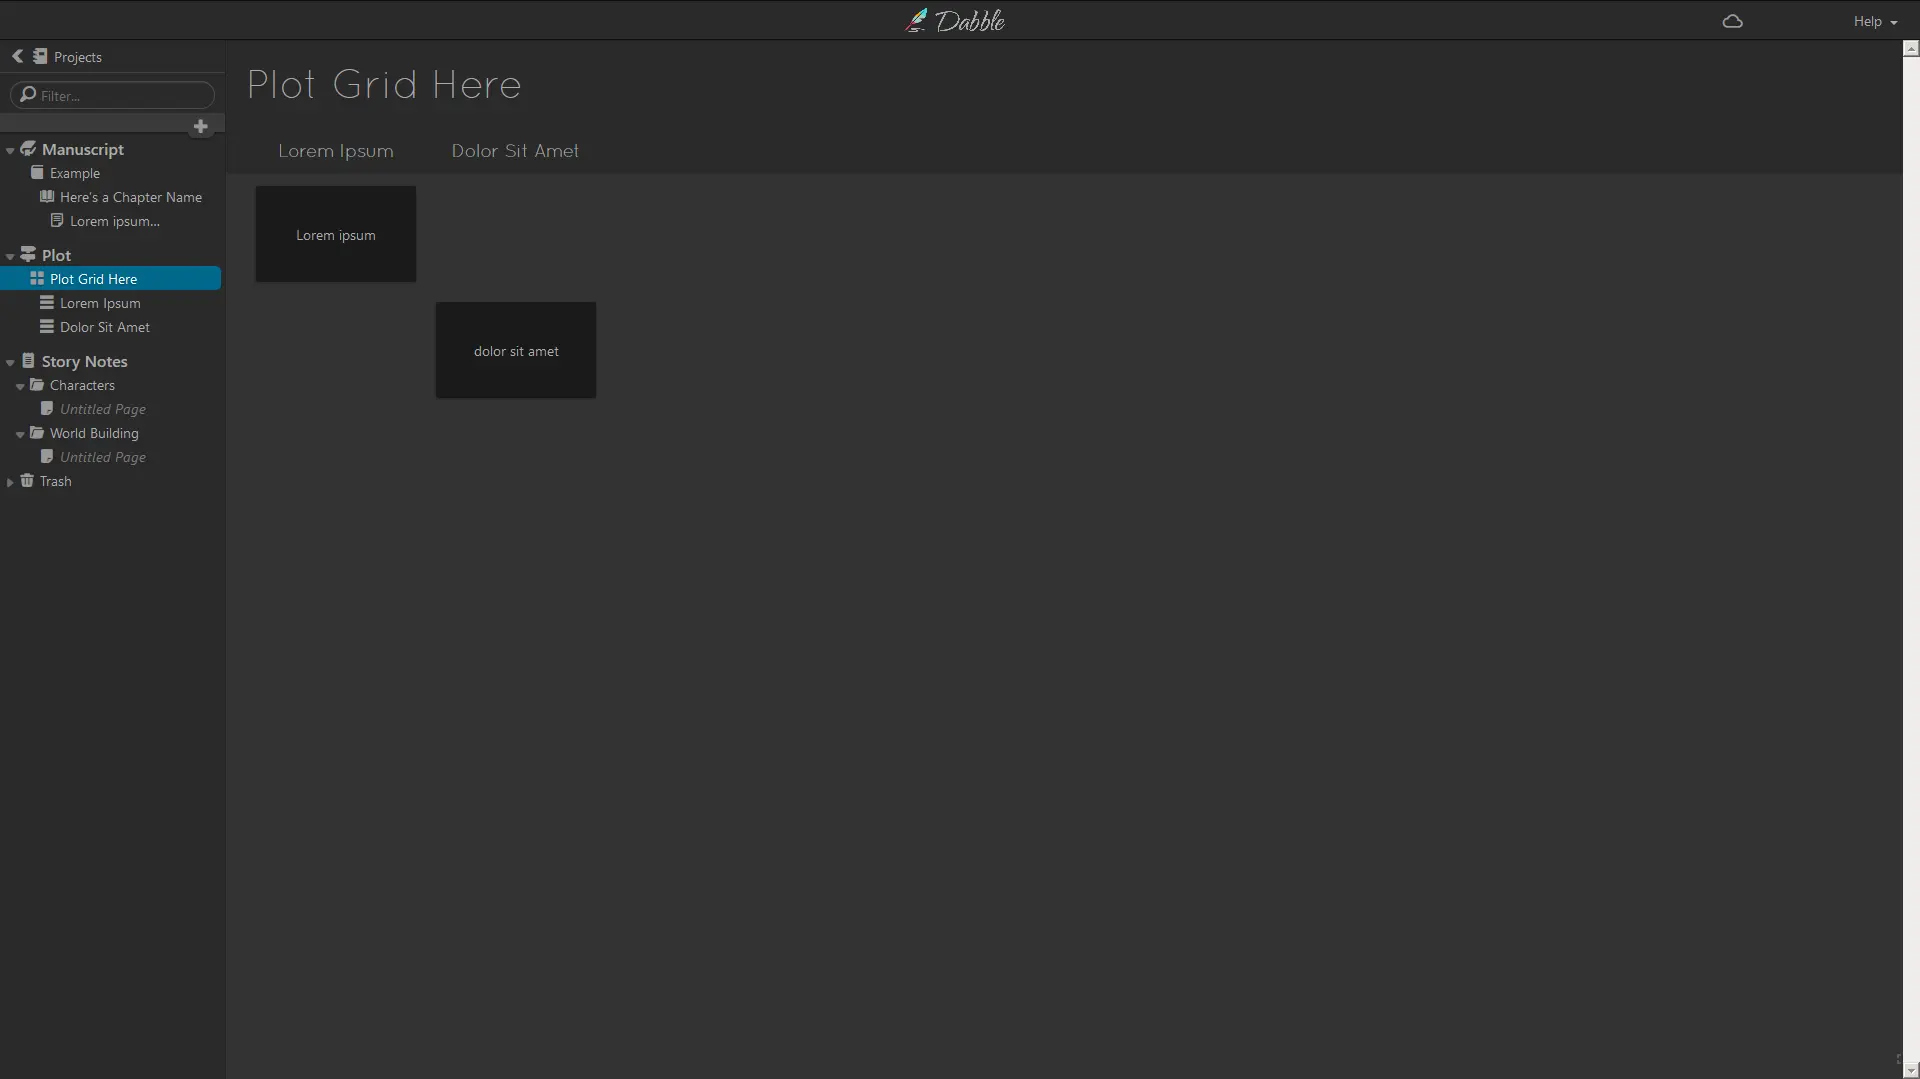 Dabble
Help
Projects
Filter...
Manuscript
Example
Here's a Chapter Name
Lorem ipsum...
Plot
Plot Grid Here
Lorem Ipsum
Dolor Sit Amet
Story Notes
Characters
Untitled Page
World Building
Untitled Page
Trash
Plot Grid Here
Lorem Ipsum Dolor Sit Amet
Lorem ipsum
dolor sit amet